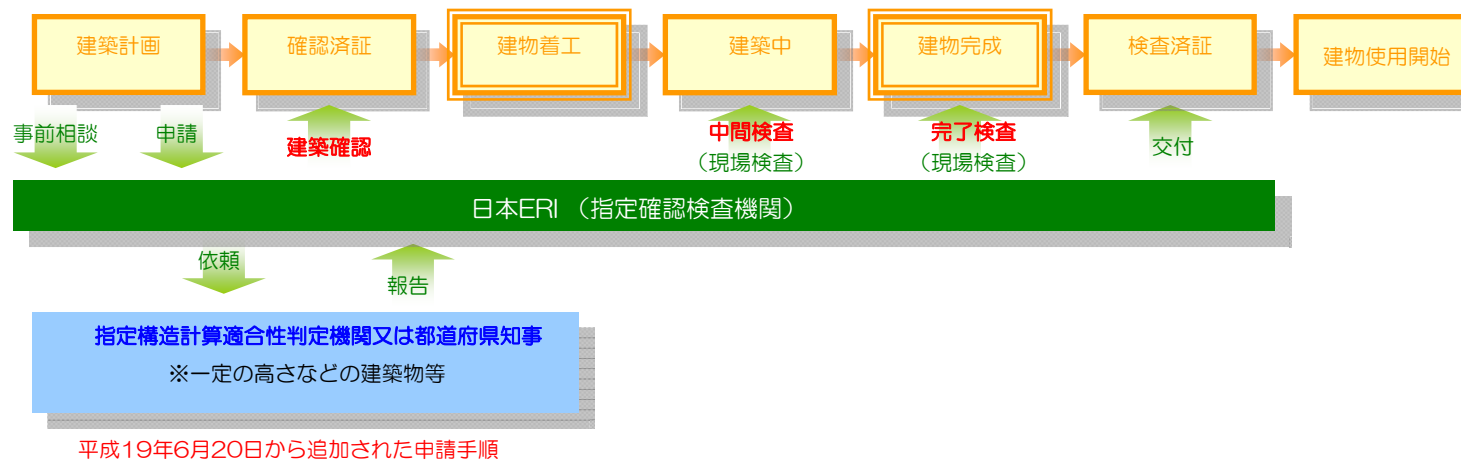 建築計画
確認済証
建物着工
建築中
建物完成
検査済証
建物使用開始
事前相談
申請
建築確認
中間検査
（現場検査）
完了検査
（現場検査）
交付
日本ERI （指定確認検査機関）
依頼
報告
指定構造計算適合性判定機関又は都道府県知事
※一定の高さなどの建築物等
平成19年6月20日から追加された申請手順